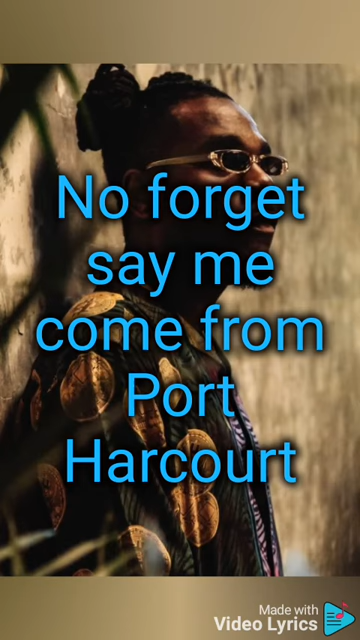 No forget
say me
come from
Port
Harcourt
Made with
Video Lyrics